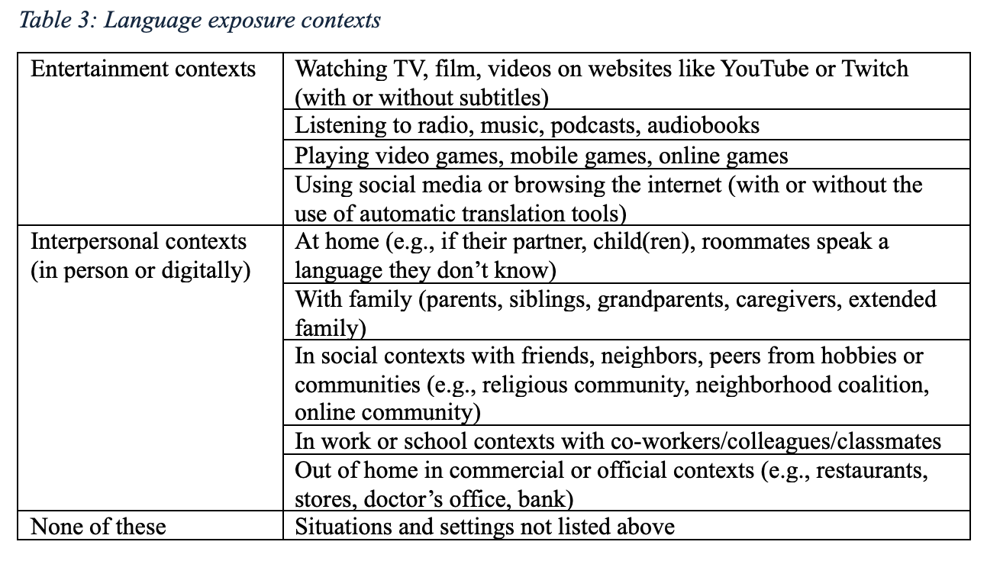 Table 3: Language exposure contexts
Entertainment contexts
Watching TV, film, videos on websites like YouTube or Twitch
(with or without subtitles)
Listening to radio, music, podcasts, audiobooks
Playing video games, mobile games, online games
Using social media or browsing the internet (with or without the
use of automatic translation tools)
Interpersonal contexts
(in person or digitally)
At home (e.g., if their partner, child(ren), roommates speak a
language they don’t know)
With family (parents, siblings, grandparents, caregivers, extended
family)
In social contexts with friends, neighbors, peers from hobbies or
communities (e.g., religious community, neighborhood coalition,
online community)
In work or school contexts with co-workers/colleagues/classmates
Out of home in commercial or official contexts (e.g., restaurants,
stores, doctor’s office, bank)
None of these
Situations and settings not listed above